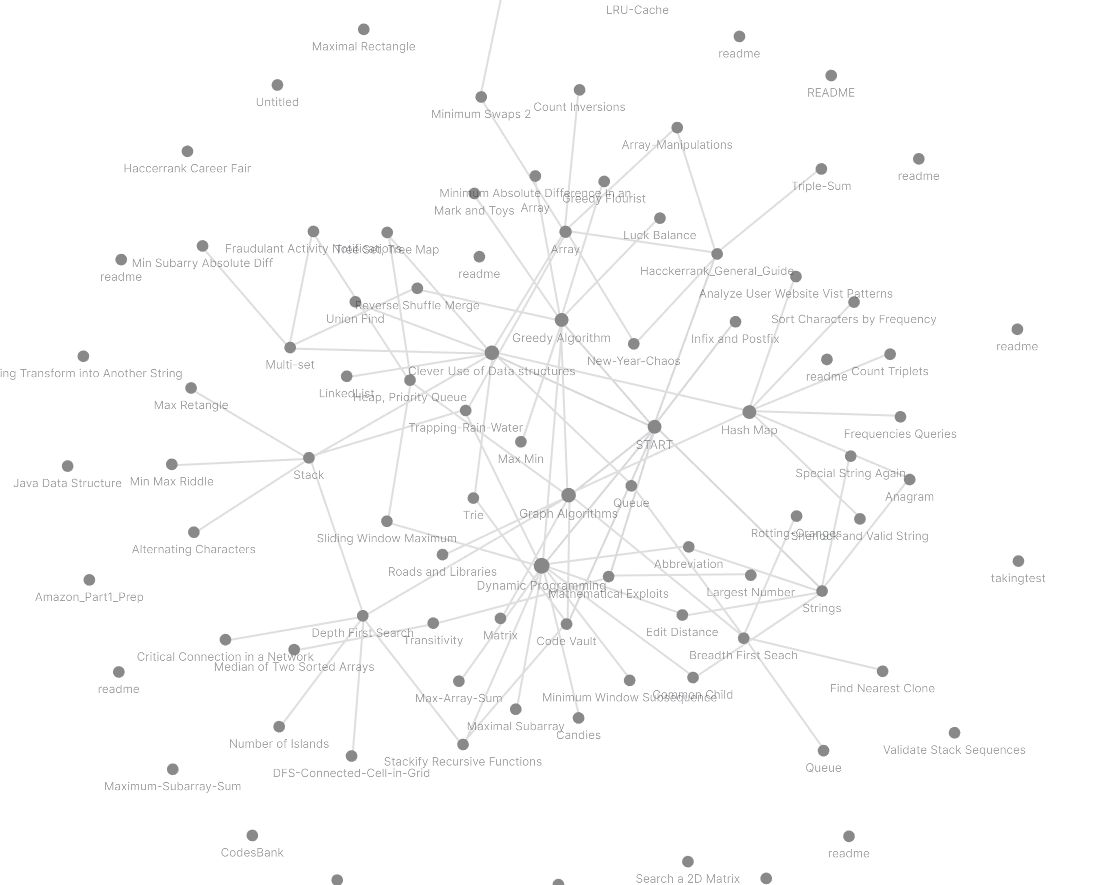 LRU-Cache
Maximal Rectangle
readme
README
Untitled
Minimum Swaps 2
Count Inversions
Array-Manipulations
Haccerrank Career Fair
readme
Triple-Sum
Minimum Absolute Difference in an
Array
Mark and Toys
Greedy Flourist
Luck Balance
Array
Fraudulant Activity Notifications
Tree Set, Tree Map
Min Subarry Absolute Diff
readme
readme
Hacckerrank_General_Guide
Analyze User Website Vist Patterns
Reverse Shuffle Merge
Union Find
Sort Characters by Frequency
Greedy Algorithm
Infix and Postfix
readme
New-Year-Chaos
Multi-set
Clever Use of Data structures
ing Transform into Another String
readme
Count Triplets
LinkedList
Heap, Priority Queue
Max Retangle
Trapping-Rain-Water
Hash Map
Frequencies Queries
START
Max Min
Stack
Special String Again
Java Data Structure
Min Max Riddle
Anagram
Queue
Trie
Graph Algorithms
Rotting-Oranges
Sherlock and Valid String
Sliding Window Maximum
Alternating Characters
Abbreviation
Roads and Libraries
takingtest
Dynamic Programming
Mathematical Exploits
Largest Number
Amazon_Part1_Prep
Strings
Depth First Search
Transitivity
Matrix
Code Vault
Edit Distance
Breadth First Seach
Critical Connection in a Network
Median of Two Sorted Arrays
readme
Max-Array-Sum
Minimum Window Subsequence
Common Child
Find Nearest Clone
Maximal Subarray
Candies
Number of Islands
Validate Stack Sequences
Stackify Recursive Functions
DFS-Connected-Cell-in-Grid
Queue
Maximum-Subarray-Sum
CodesBank
readme
Search a 2D Matrix